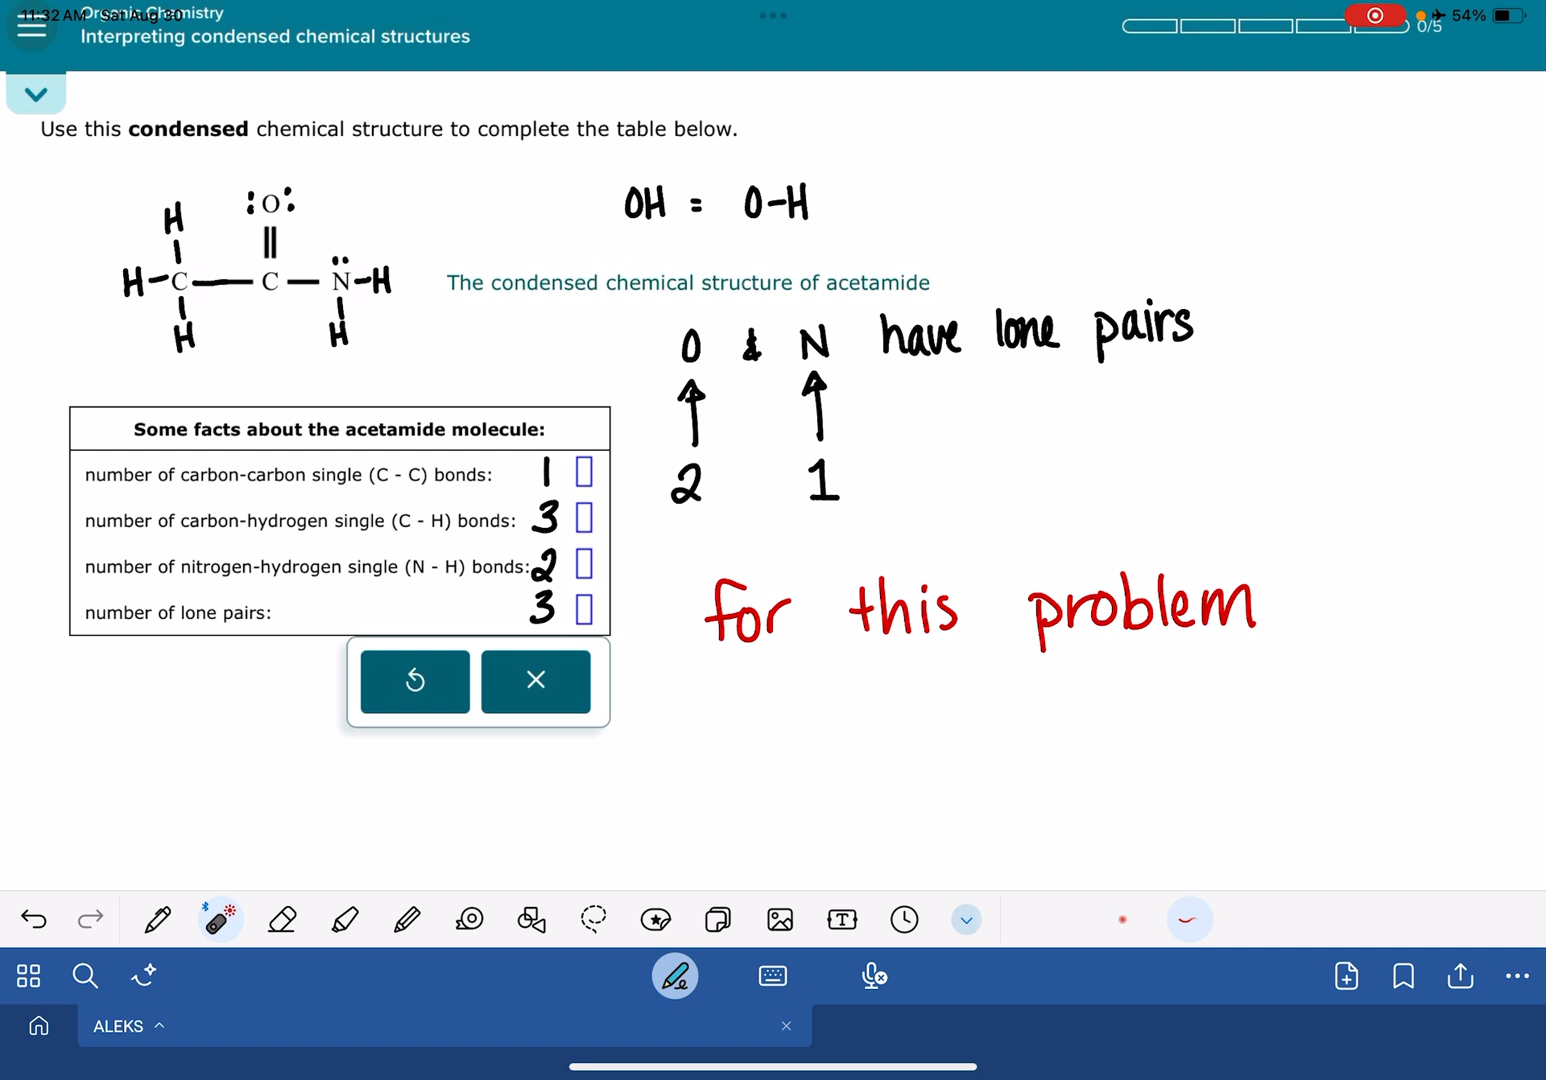 11:32 AM Sat Aug 30
Organic Chemistry
54%
Interpreting condensed chemical structures
0/5
Use this condensed chemical structure to complete the table below.
OH = O-H
H :O:
H-C—C—N-H
H H
The condensed chemical structure of acetamide
O & N have lone pairs
2 1
Some facts about the acetamide molecule:
number of carbon-carbon single (C - C) bonds: 1
number of carbon-hydrogen single (C - H) bonds: 3
number of nitrogen-hydrogen single (N - H) bonds: 2
number of lone pairs: 3
for this problem
ALEKS